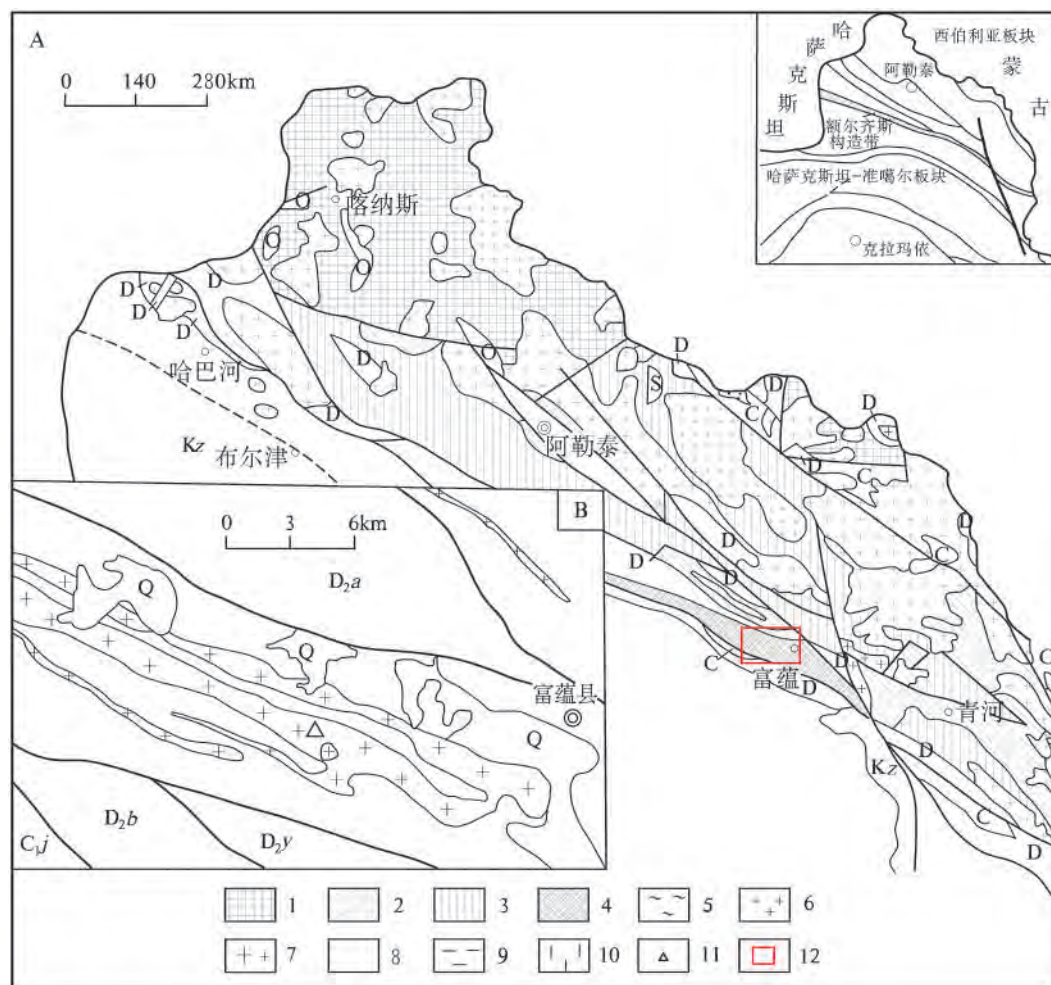 A
0 140 280km
哈
萨
克
斯
坦
西伯利亚板块
蒙
古
阿勒泰
额尔齐斯
构造带
哈萨克斯坦-准噶尔板块
克拉玛依
喀纳斯
O
O
O
D
D
D
D
哈巴河
D
D
O
S
D
D
D
C
D
C
Kz
布尔津
阿勒泰
B
0 3 6km
D₂a
Q
Q
富蕴县
Q
D₂b
D₂y
C₁j
D
D
D
D
C
C
富蕴
D
D
C
青河
Kz
D
C
D
1 2 3 4 5 6
7 8 9 10 11 12